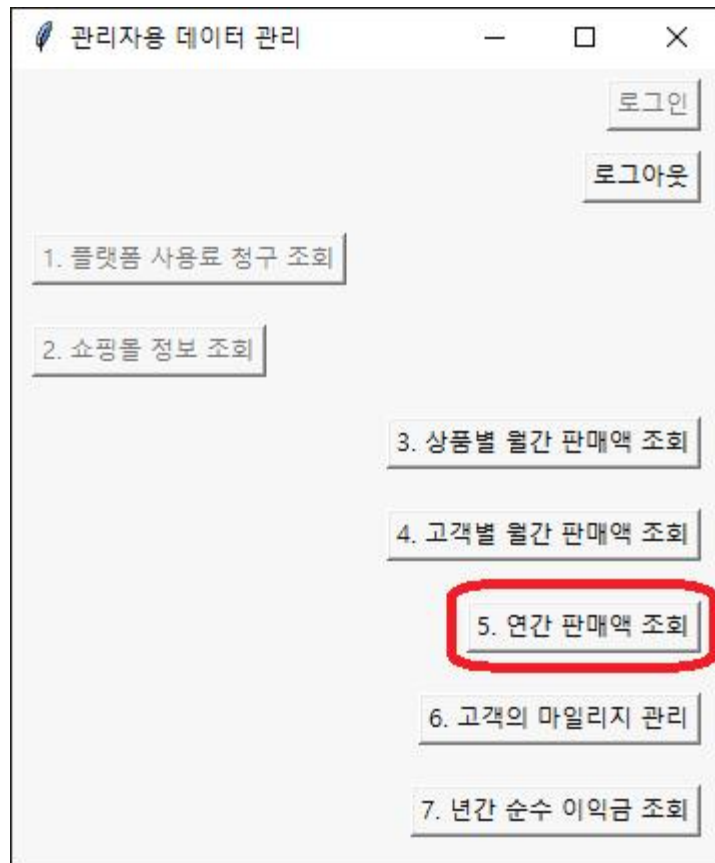 관리자용 데이터 관리
로그인
로그아웃
1. 플랫폼 사용료 청구 조회
2. 쇼핑몰 정보 조회
3. 상품별 월간 판매액 조회
4. 고객별 월간 판매액 조회
5. 연간 판매액 조회
6. 고객의 마일리지 관리
7. 년간 순수 이익금 조회